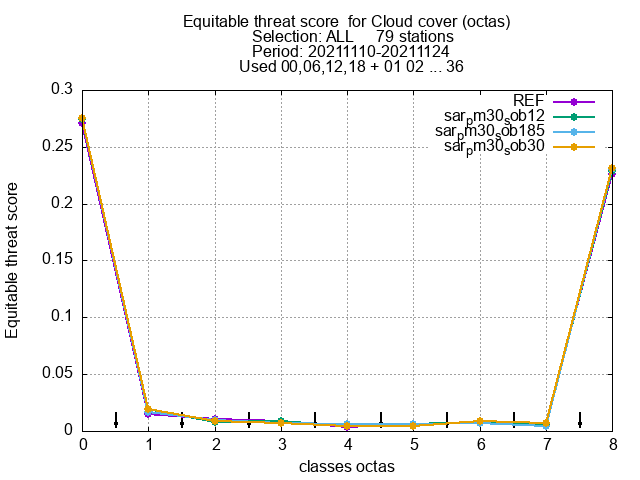 Equitable threat score  for Cloud cover (octas)
Selection: ALL     79 stations
Period: 20211110-20211124
Used 00,06,12,18 + 01 02 ... 36
REF
sar_pm30_sob12
sar_pm30_sob185
sar_pm30_sob30
0.3
0.25
0.2
0.15
0.1
0.05
0
Equitable threat score
0 1 2 3 4 5 6 7 8
classes octas